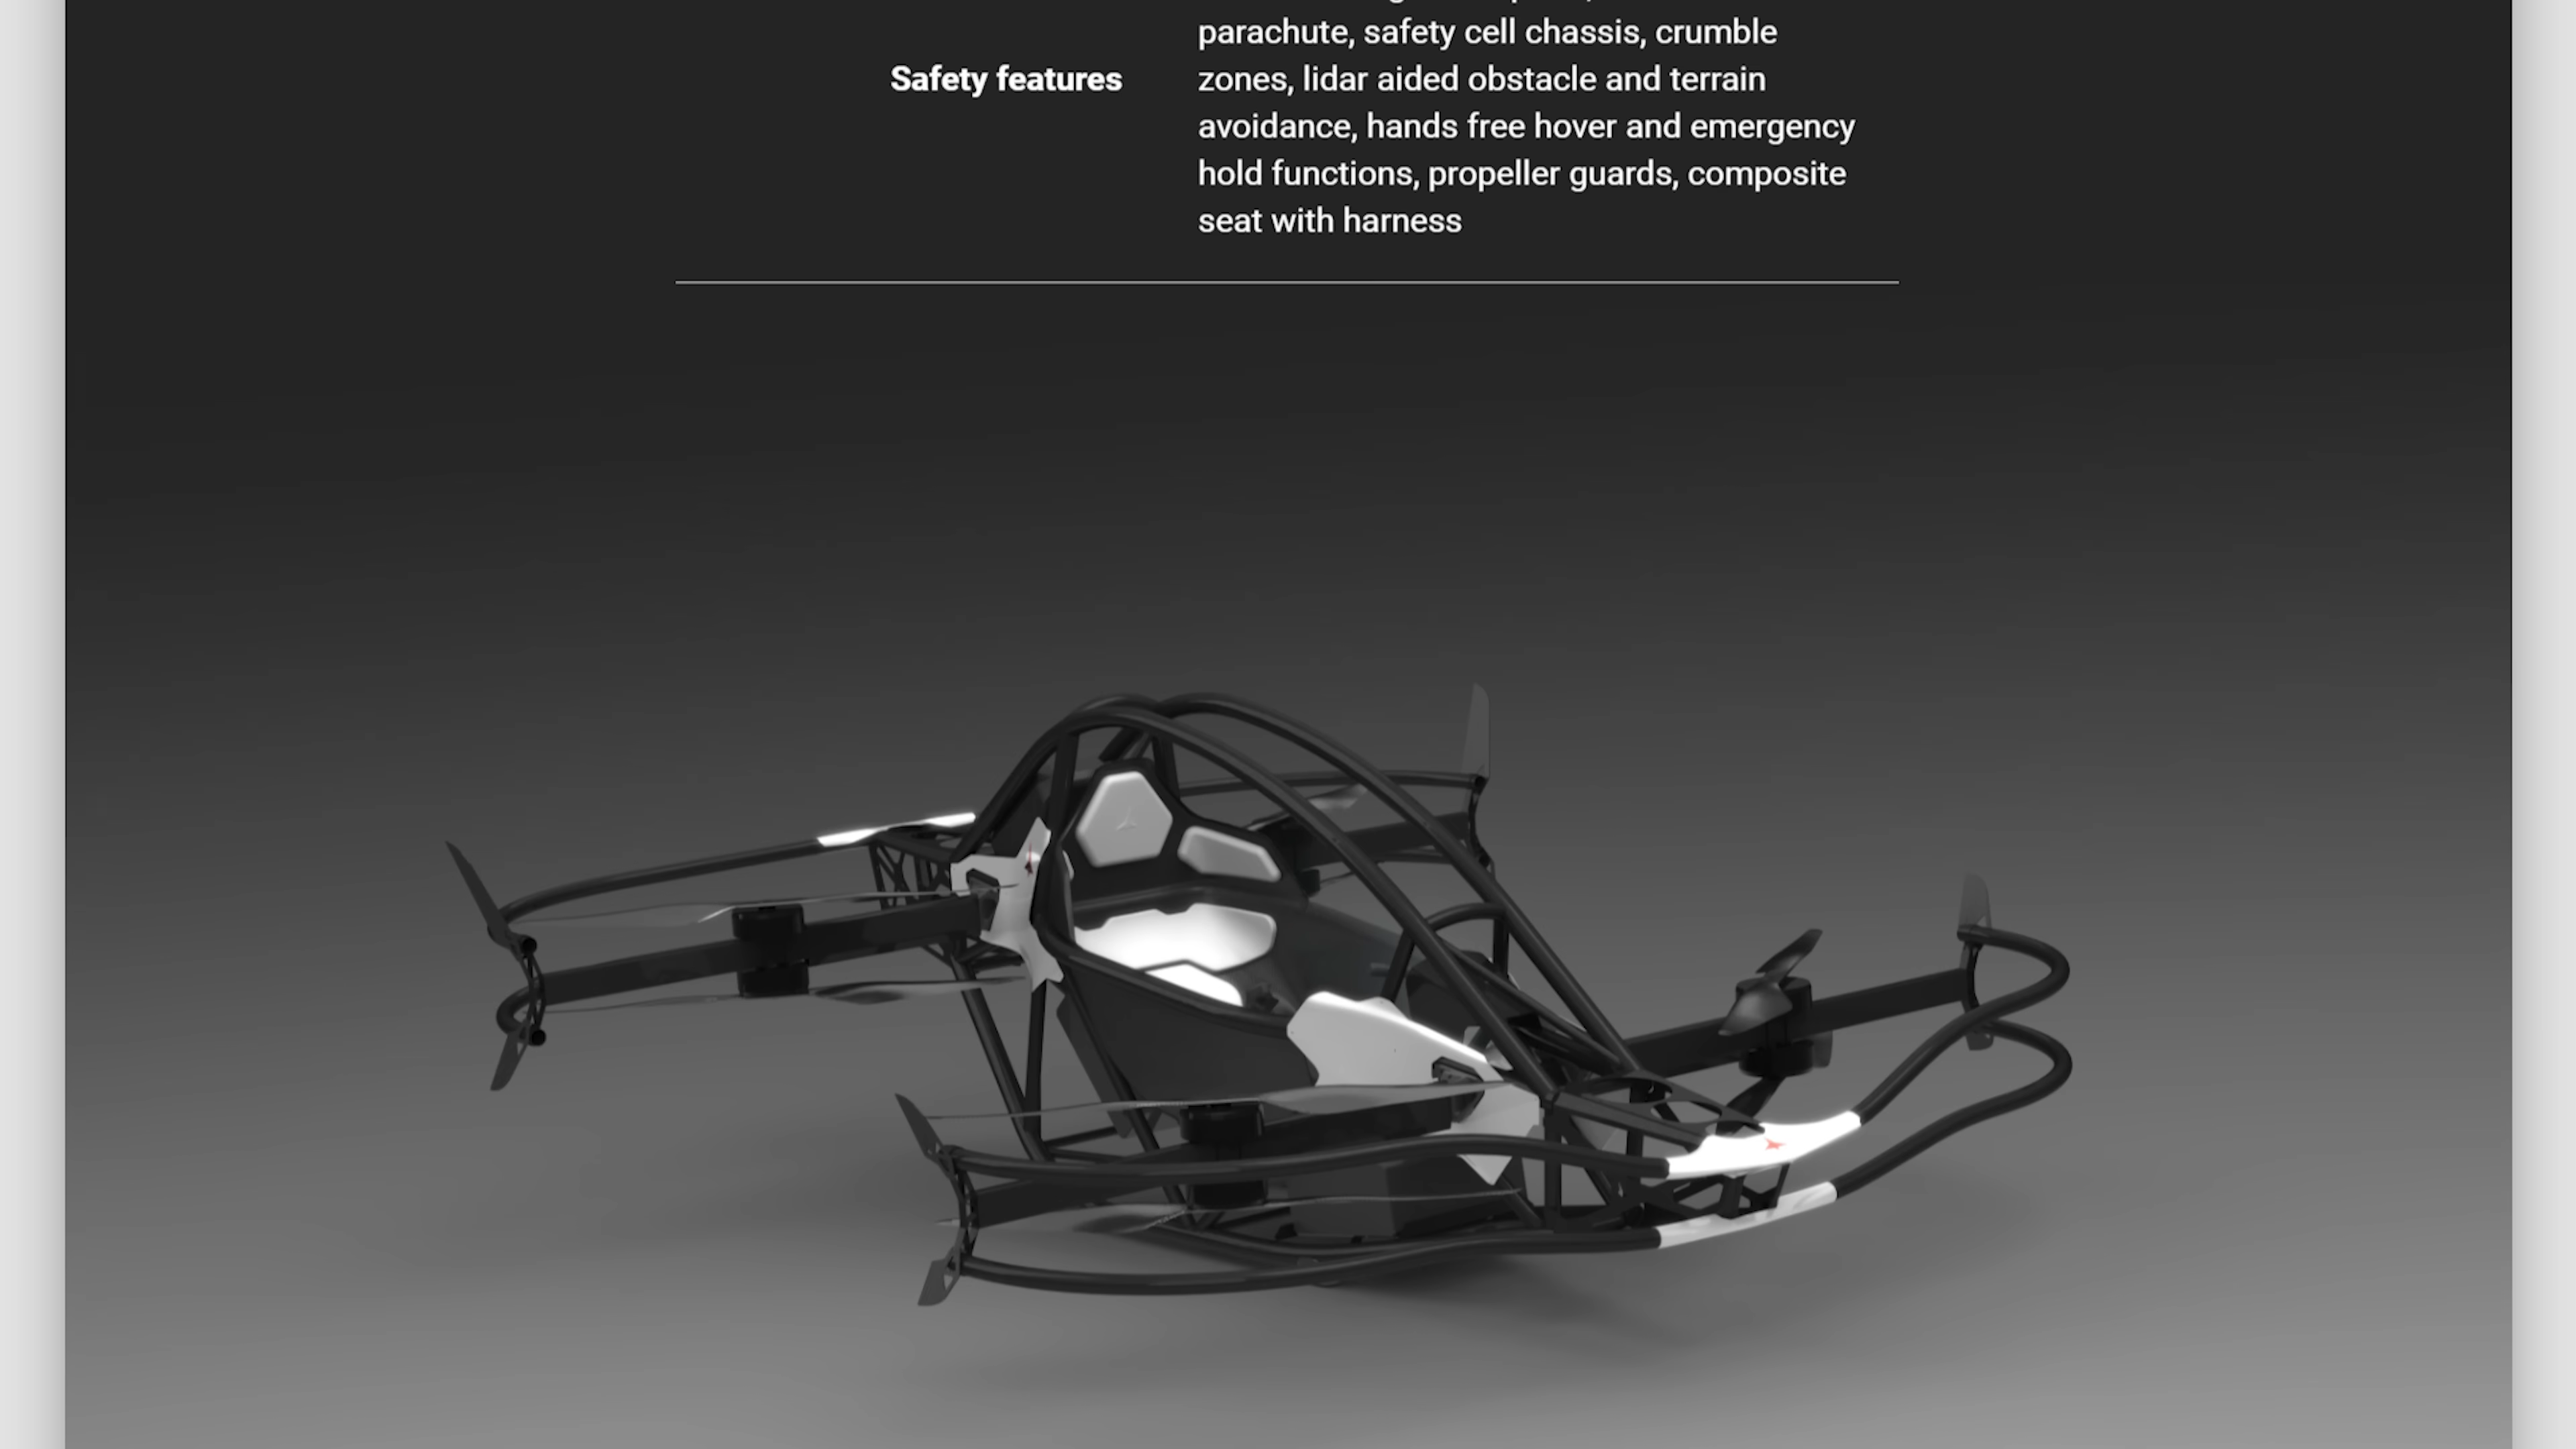 parachute, safety cell chassis, crumble
Safety features
zones, lidar aided obstacle and terrain
avoidance, hands free hover and emergency
hold functions, propeller guards, composite
seat with harness